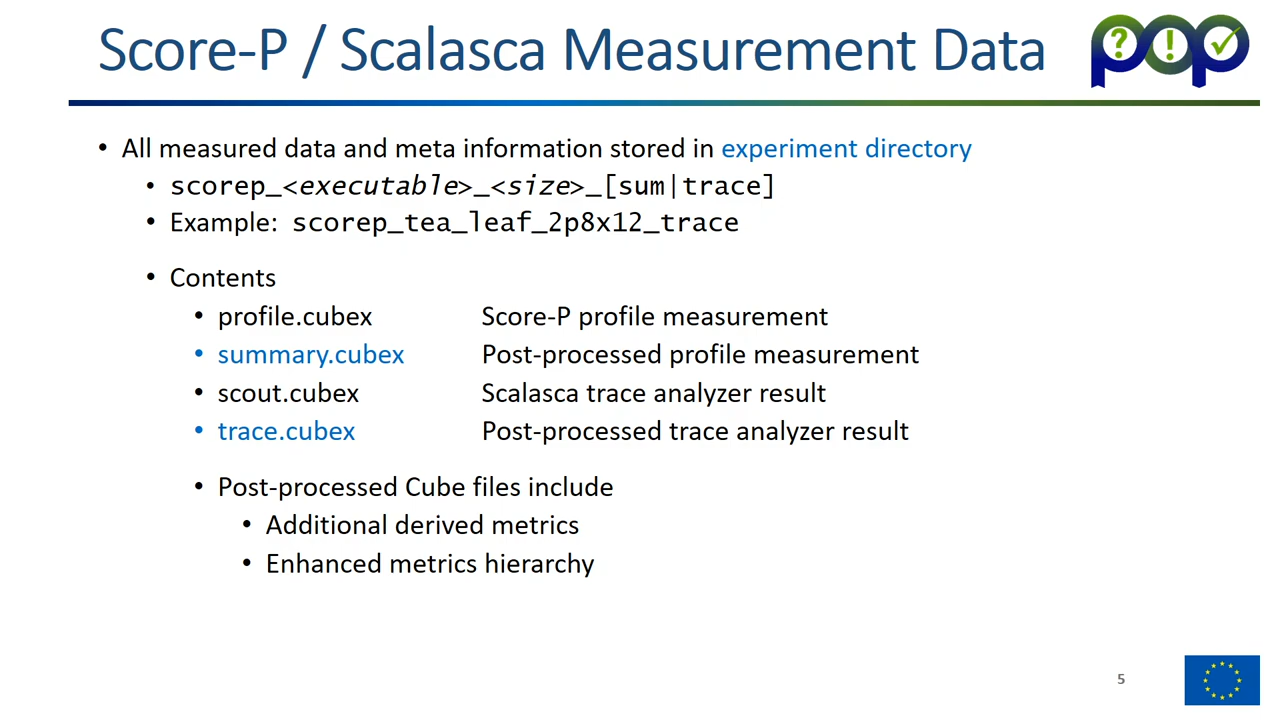 Score-P / Scalasca Measurement Data
pop
? ! ✓
• All measured data and meta information stored in experiment directory
• scorep_<executable>_<size>_[sum|trace]
• Example: scorep_tea_leaf_2p8x12_trace
• Contents
• profile.cubex Score-P profile measurement
• summary.cubex Post-processed profile measurement
• scout.cubex Scalasca trace analyzer result
• trace.cubex Post-processed trace analyzer result
• Post-processed Cube files include
• Additional derived metrics
• Enhanced metrics hierarchy
5